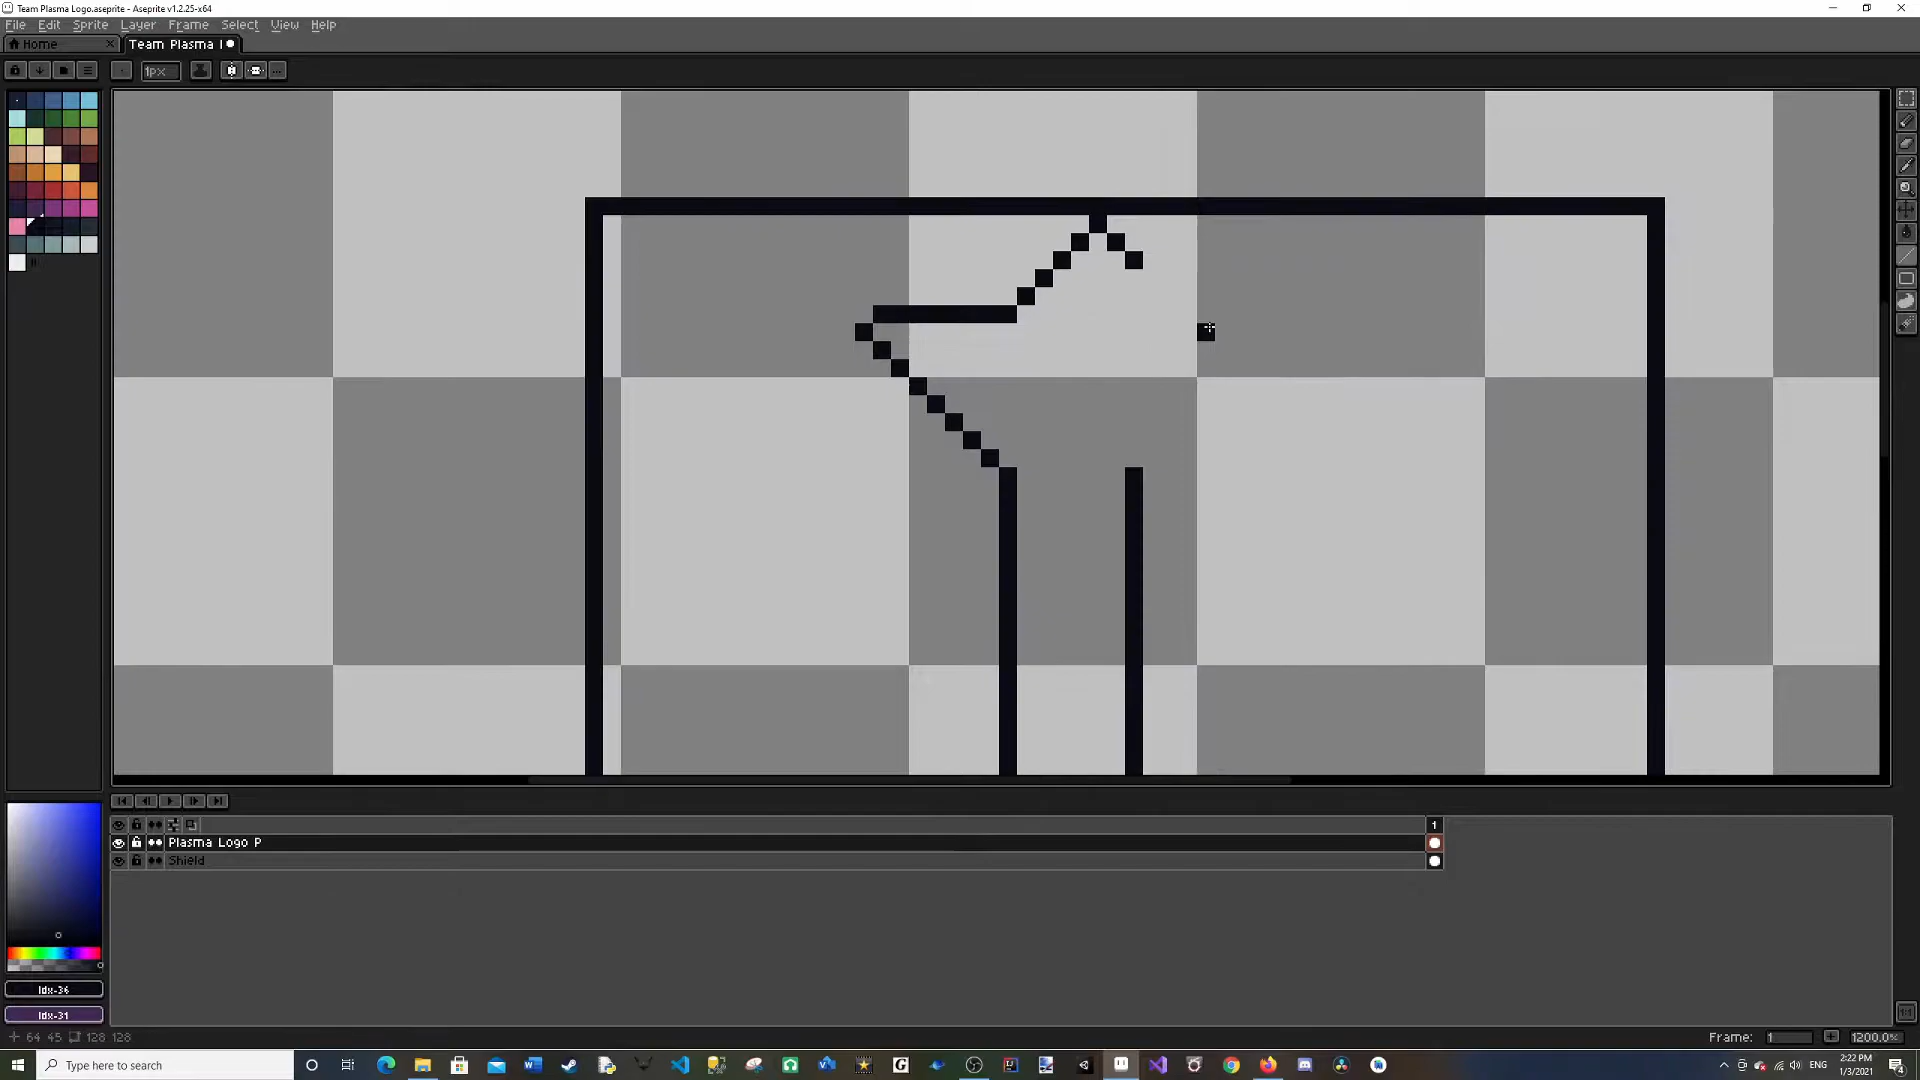 Team Plasma Logo.aseprite - Aseprite v1.2.25-x64
File Edit Sprite Layer Frame Select View Help
Home
Team Plasma l
1px
1
Plasma Logo P
Shield
Idx-36
Idx-31
64 45 128 128
Frame: 1 1200.0%
Type here to search
ENG
2:22 PM
1/3/2021
4